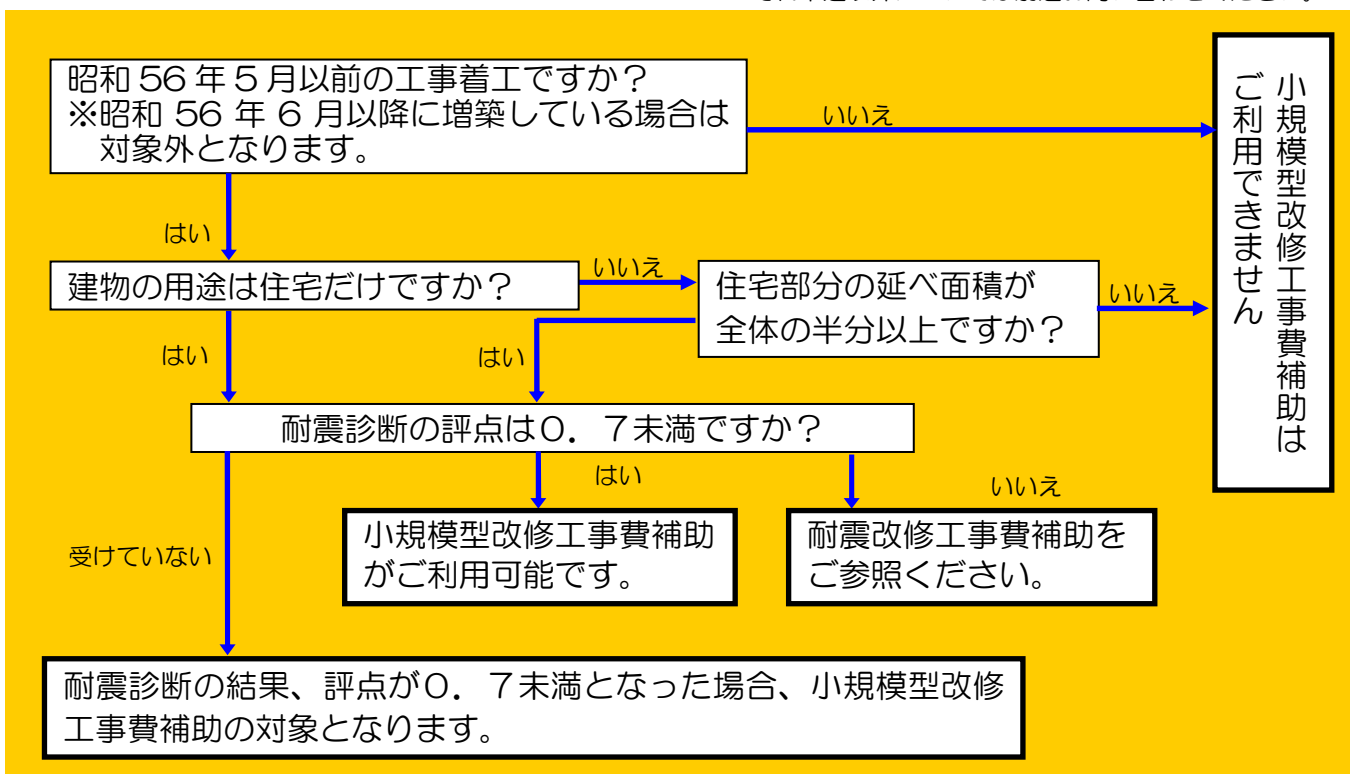 昭和 56 年 5 月以前の工事着工ですか？
※昭和 56 年 6 月以降に増築している場合は
対象外となります。
いいえ
小規模型改修工事費補助は
ご利用できません
はい
建物の用途は住宅だけですか？
いいえ
住宅部分の延べ面積が
全体の半分以上ですか？
いいえ
はい
はい
耐震診断の評点は０．７未満ですか？
はい
いいえ
受けていない
小規模型改修工事費補助
がご利用可能です。
耐震改修工事費補助を
ご参照ください。
耐震診断の結果、評点が０．７未満となった場合、小規模型改修
工事費補助の対象となります。